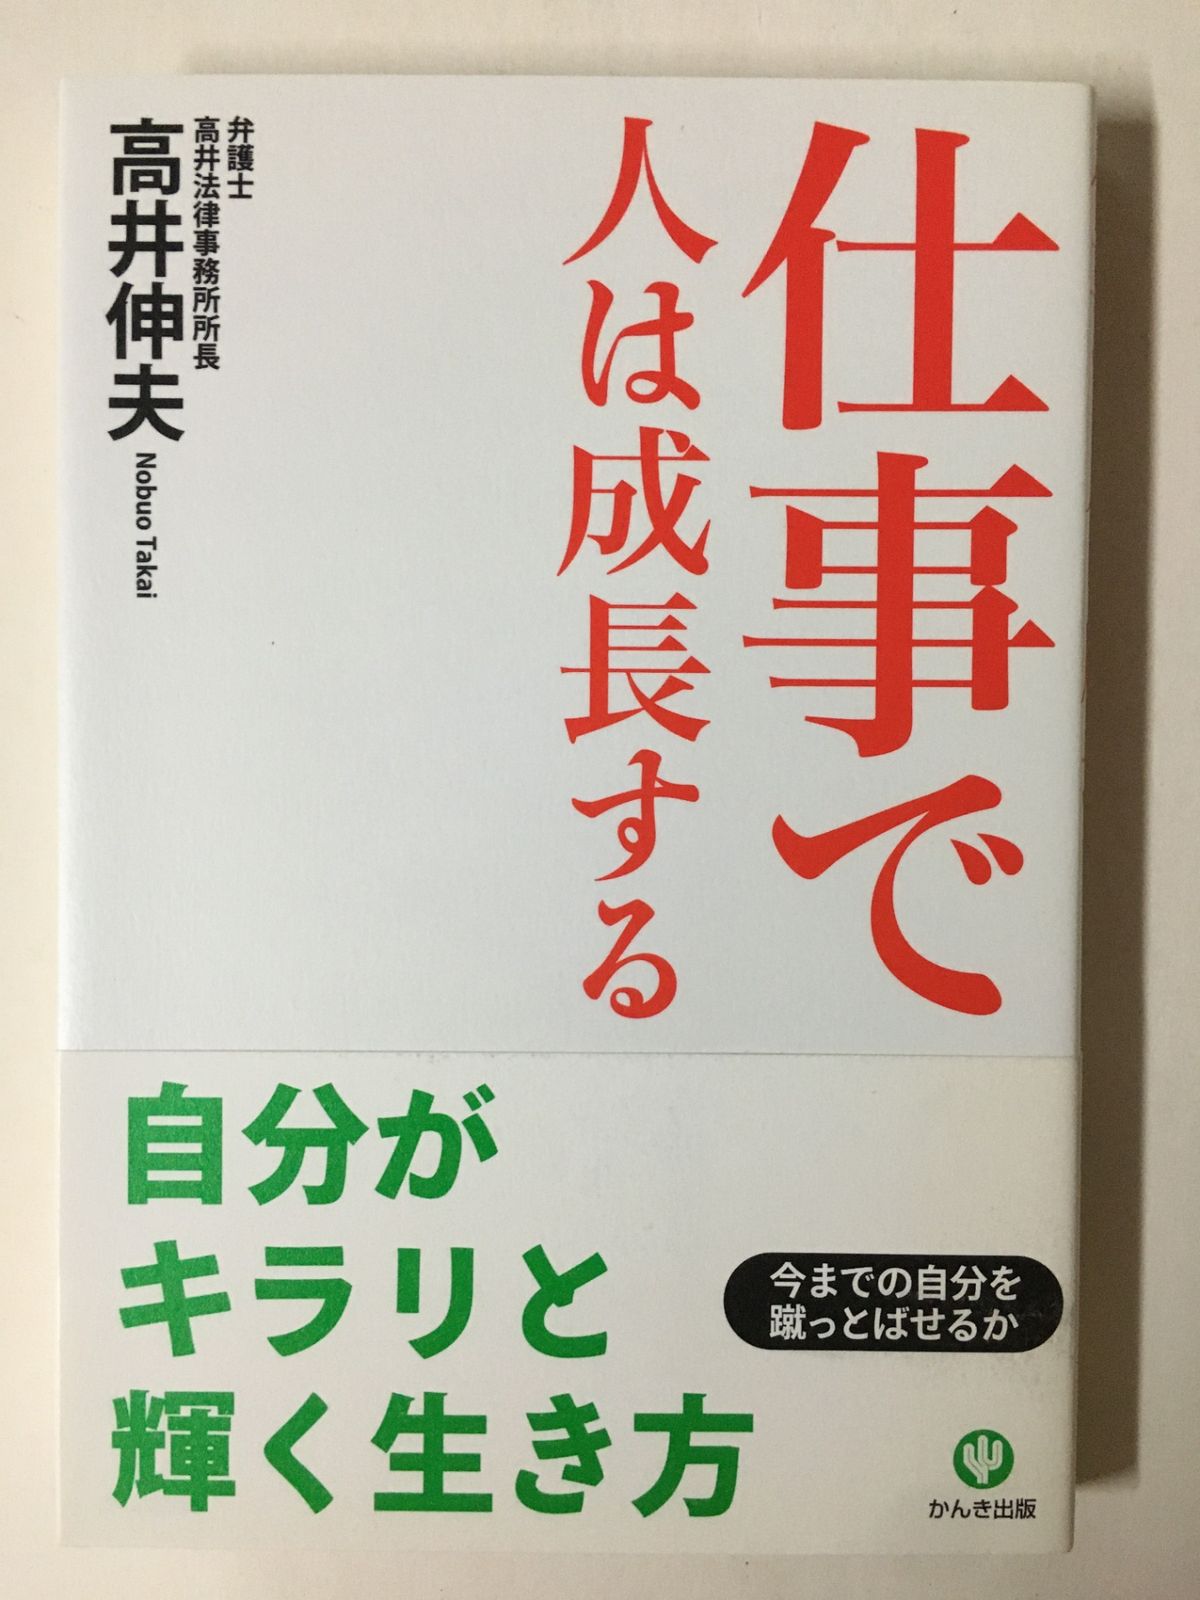 仕事で
人は成長する
弁護士
高井法律事務所所長
高井伸夫 Nobuo Takai
自分が
キラリと
輝く生き方
今までの自分を
蹴っとばせるか
かんき出版